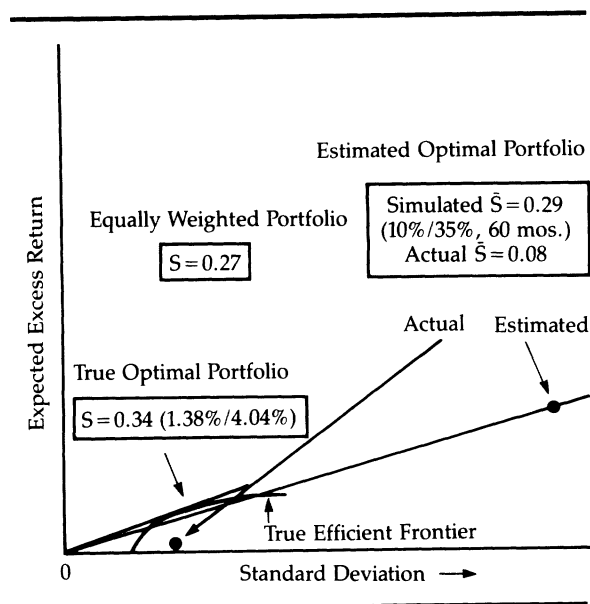 Estimated Optimal Portfolio
Simulated S̄=0.29
(10%/35%, 60 mos.)
Actual S̄=0.08
Equally Weighted Portfolio
S=0.27
Expected Excess Return
Actual
Estimated
True Optimal Portfolio
S=0.34 (1.38%/4.04%)
True Efficient Frontier
0
Standard Deviation →